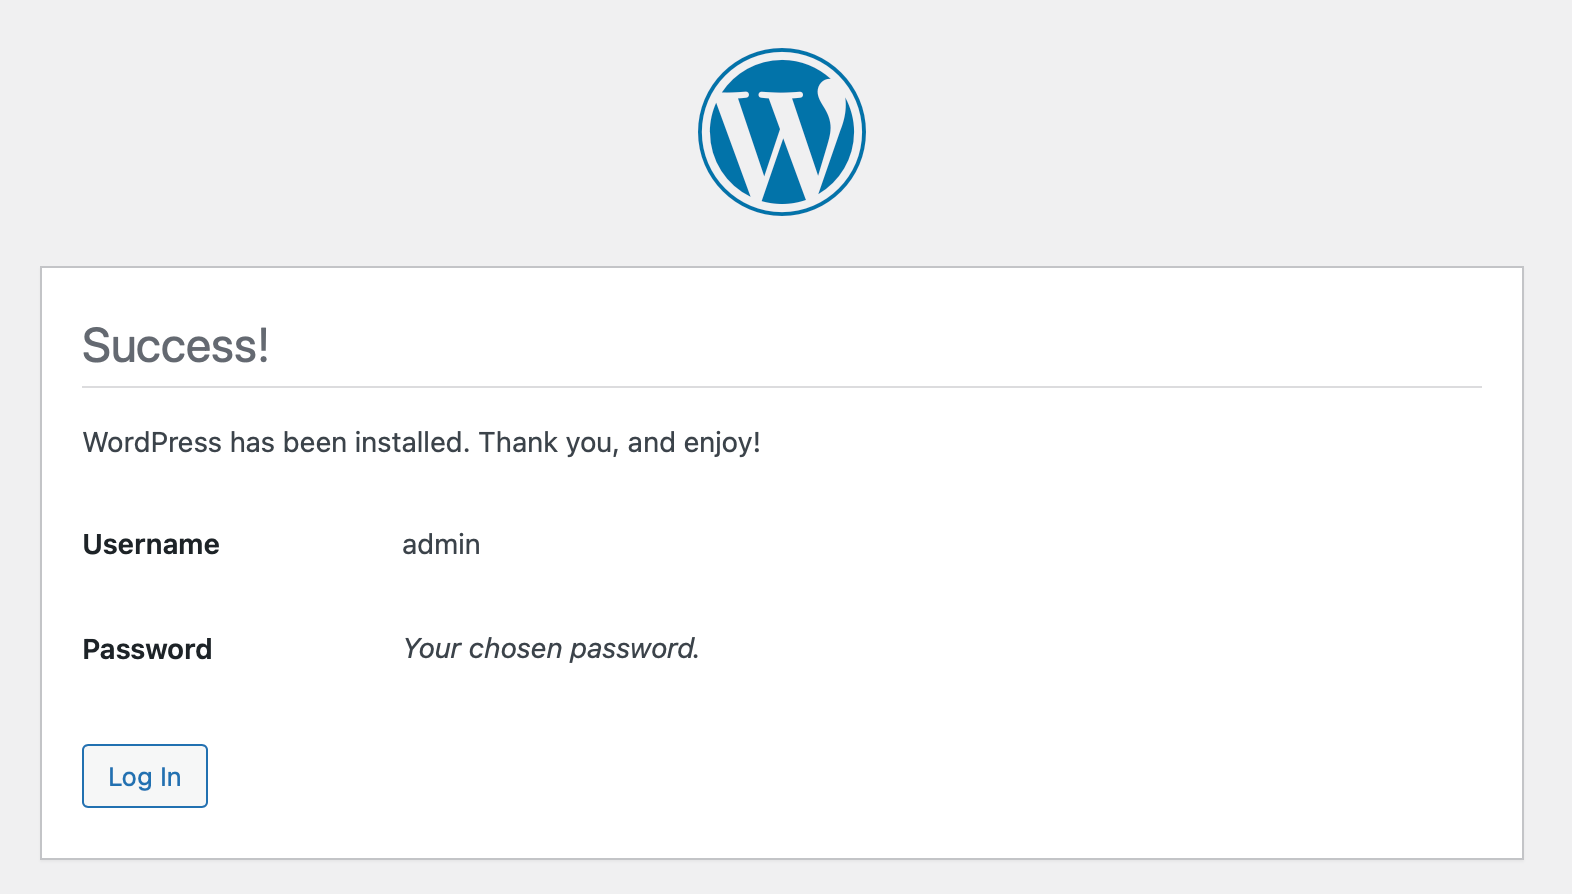 Success!
WordPress has been installed. Thank you, and enjoy!
Username admin
Password Your chosen password.
Log In